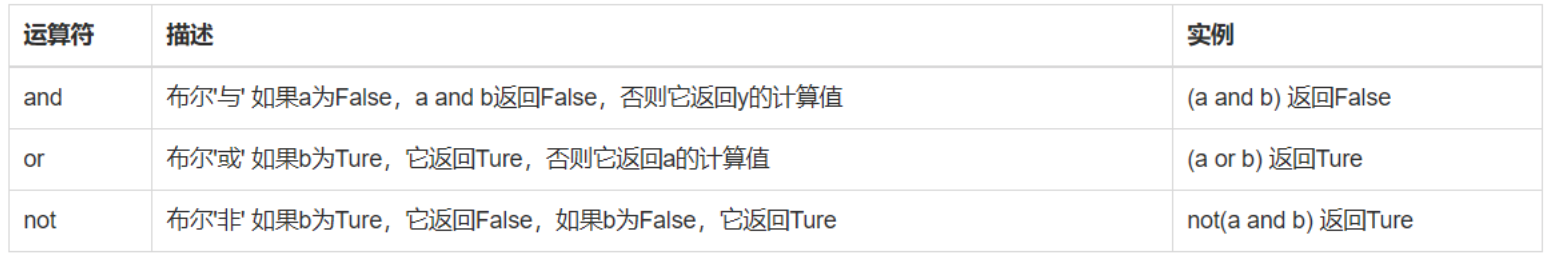 运算符 描述 实例
and 布尔'与' 如果a为False，a and b返回False，否则它返回y的计算值 (a and b) 返回False
or 布尔'或' 如果b为Ture，它返回Ture，否则它返回a的计算值 (a or b) 返回Ture
not 布尔'非' 如果b为Ture，它返回False，如果b为False，它返回Ture not(a and b) 返回Ture